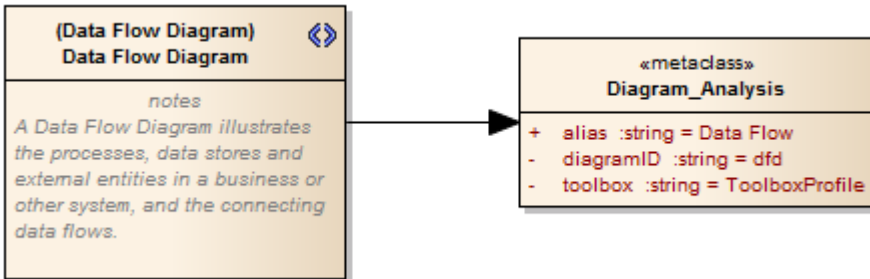 (Data Flow Diagram)
Data Flow Diagram
notes
A Data Flow Diagram illustrates
the processes, data stores and
external entities in a business or
other system, and the connecting
data flows.
«metaclass»
Diagram_Analysis
+ alias :string = Data Flow
- diagramID :string = dfd
- toolbox :string = ToolboxProfile